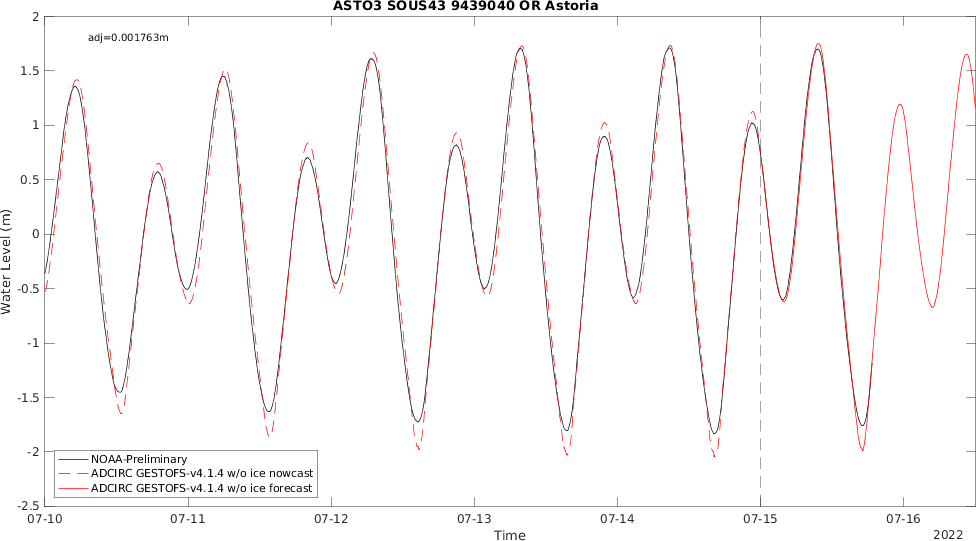 ASTO3 SOUS43 9439040 OR Astoria
adj=0.001763m
2
1.5
1
0.5
0
-0.5
-1
-1.5
-2
-2.5
Water Level (m)
NOAA-Preliminary
ADCIRC GESTOFS-v4.1.4 w/o ice nowcast
ADCIRC GESTOFS-v4.1.4 w/o ice forecast
07-10 07-11 07-12 07-13 07-14 07-15 07-16
Time
2022